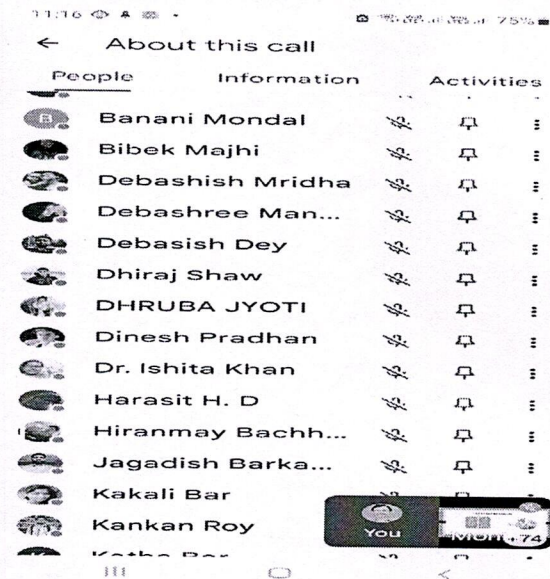 11:16 75%
About this call
People Information Activities
B Banani Mondal
Bibek Majhi
Debashish Mridha
Debashree Man...
Debasish Dey
Dhiraj Shaw
DHRUBA JYOTI
Dinesh Pradhan
Dr. Ishita Khan
Harasit H. D
Hiranmay Bachh...
Jagadish Barka...
Kakali Bar
Kankan Roy
You +74